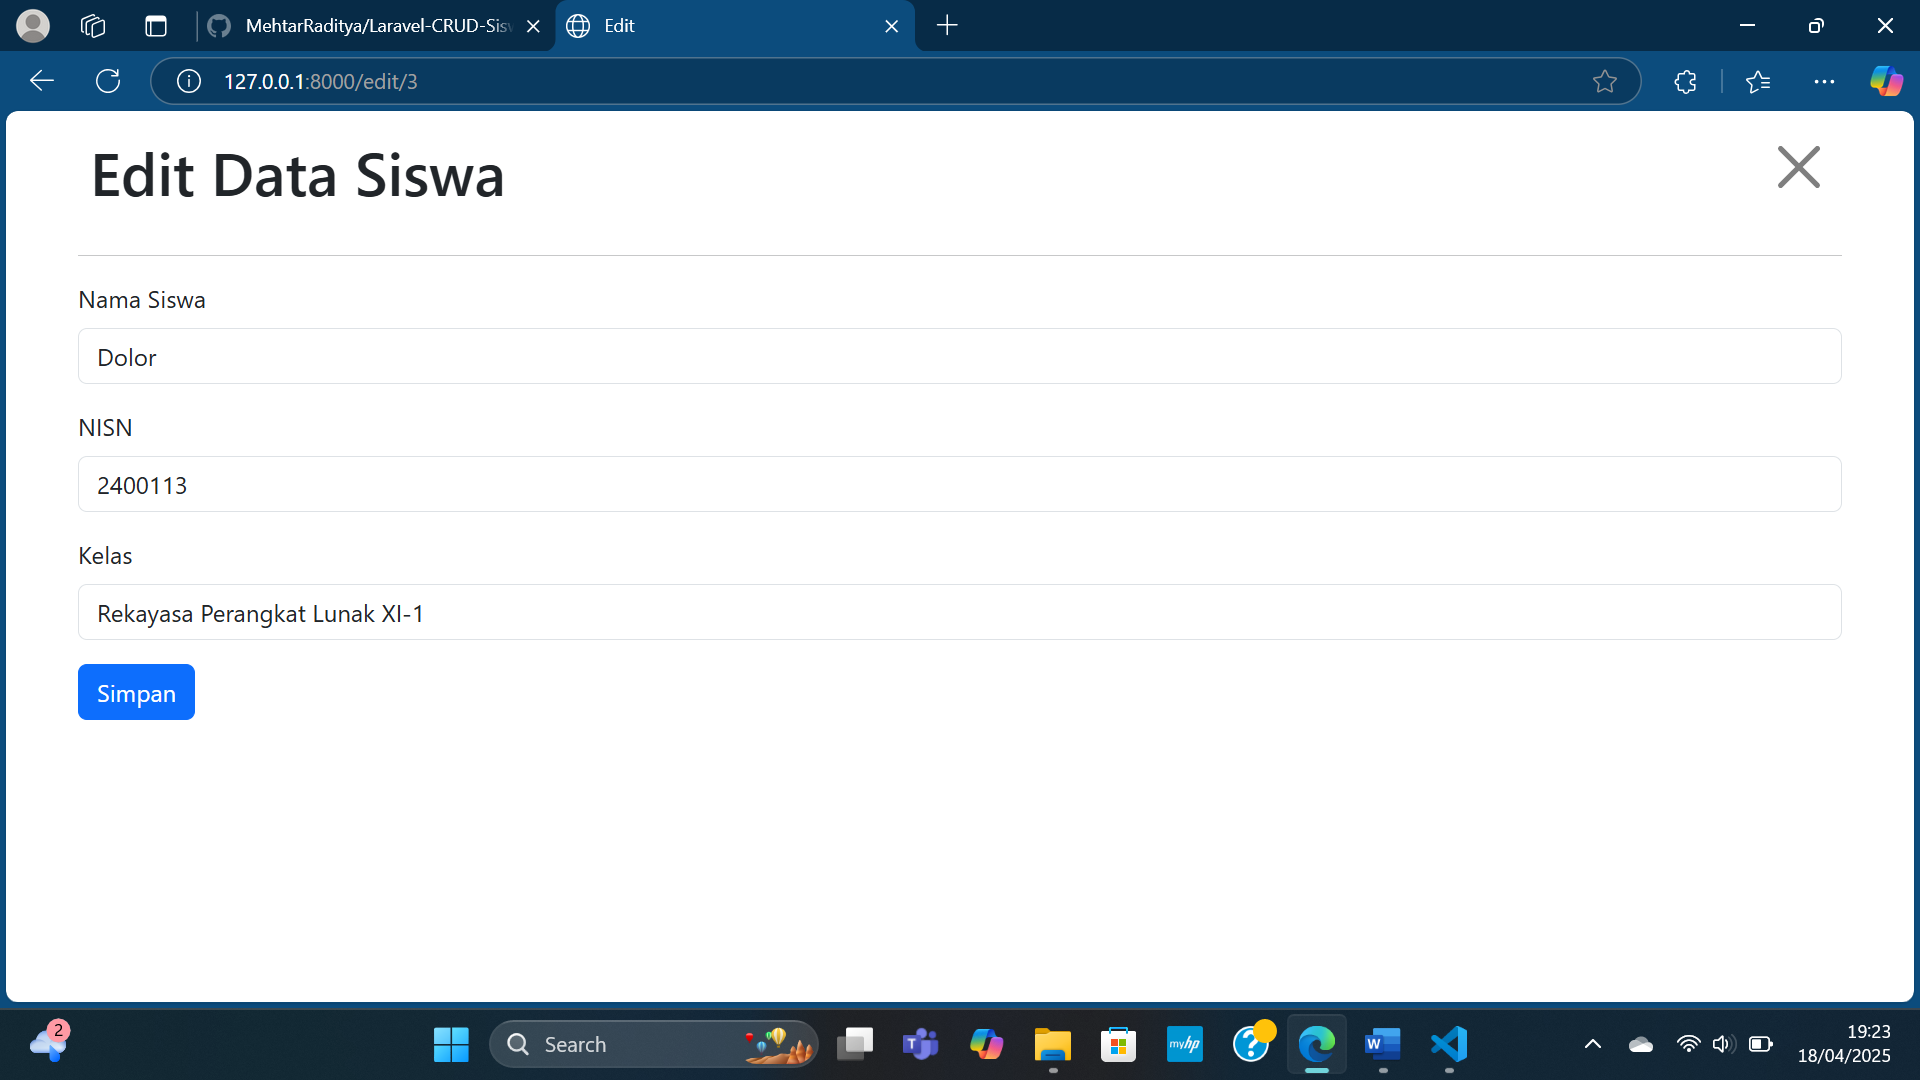 MehtarRaditya/Laravel-CRUD-Sisw
Edit
127.0.0.1:8000/edit/3
Edit Data Siswa
Nama Siswa
Dolor
NISN
2400113
Kelas
Rekayasa Perangkat Lunak XI-1
Simpan
2
Search
T
myhp
?
W
19:23
18/04/2025